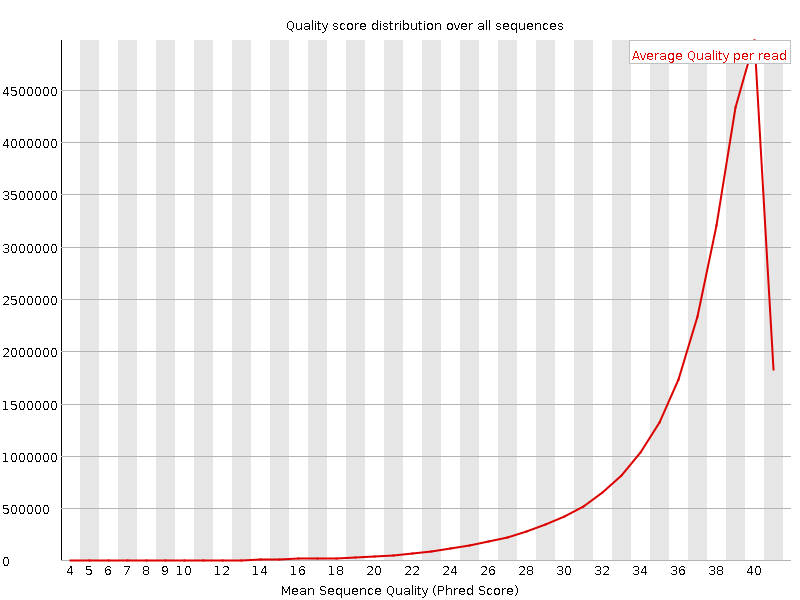 Quality score distribution over all sequences
Average Quality per read
4500000
4000000
3500000
3000000
2500000
2000000
1500000
1000000
500000
0
4 5 6 7 8 9 10 12 14 16 18 20 22 24 26 28 30 32 34 36 38 40
Mean Sequence Quality (Phred Score)